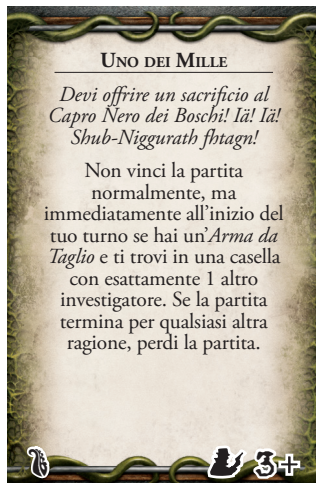 Uno dei Mille
Devi offrire un sacrificio al
Capro Nero dei Boschi! Iä! Iä!
Shub-Niggurath fhtagn!
Non vinci la partita
normalmente, ma
immediatamente all'inizio del
tuo turno se hai un'Arma da
Taglio e ti trovi in una casella
con esattamente 1 altro
investigatore. Se la partita
termina per qualsiasi altra
ragione, perdi la partita.
3+